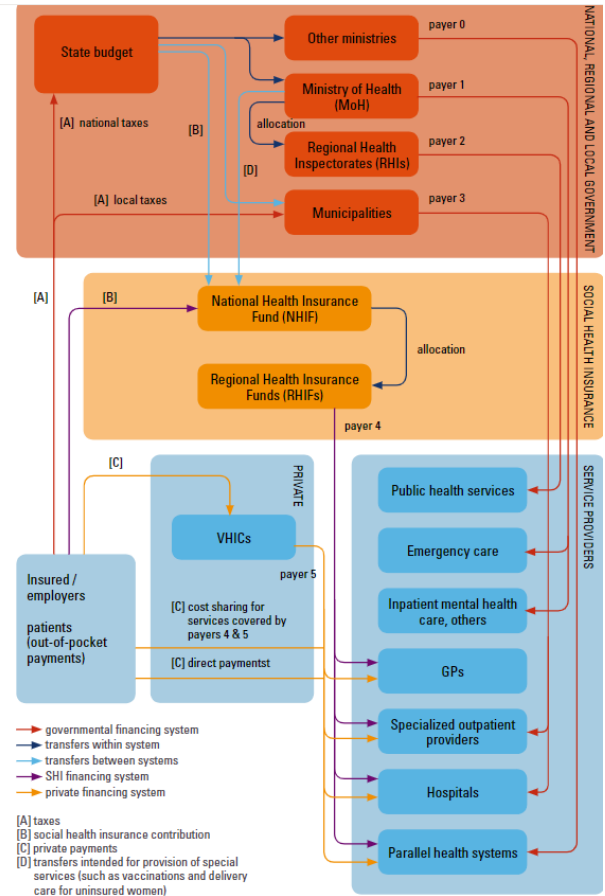 State budget
Other ministries
payer 0
Ministry of Health
(MoH)
payer 1
[A] national taxes
[B]
allocation
[D]
Regional Health
Inspectorates (RHIs)
payer 2
[A] local taxes
Municipalities
payer 3
NATIONAL, REGIONAL AND LOCAL GOVERNMENT
[A]
[B]
National Health Insurance
Fund (NHIF)
allocation
Regional Health Insurance
Funds (RHIFs)
payer 4
SOCIAL HEALTH INSURANCE
[C]
PRIVATE
VHICs
payer 5
Insured /
employers
patients
(out-of-pocket
payments)
[C] cost sharing for
services covered by
payers 4 & 5
[C] direct paymentst
SERVICE PROVIDERS
Public health services
Emergency care
Inpatient mental health
care, others
GPs
Specialized outpatient
providers
Hospitals
Parallel health systems
governmental financing system
transfers within system
transfers between systems
SHI financing system
private financing system
[A] taxes
[B] social health insurance contribution
[C] private payments
[D] transfers intended for provision of special
services (such as vaccinations and delivery
care for uninsured women)